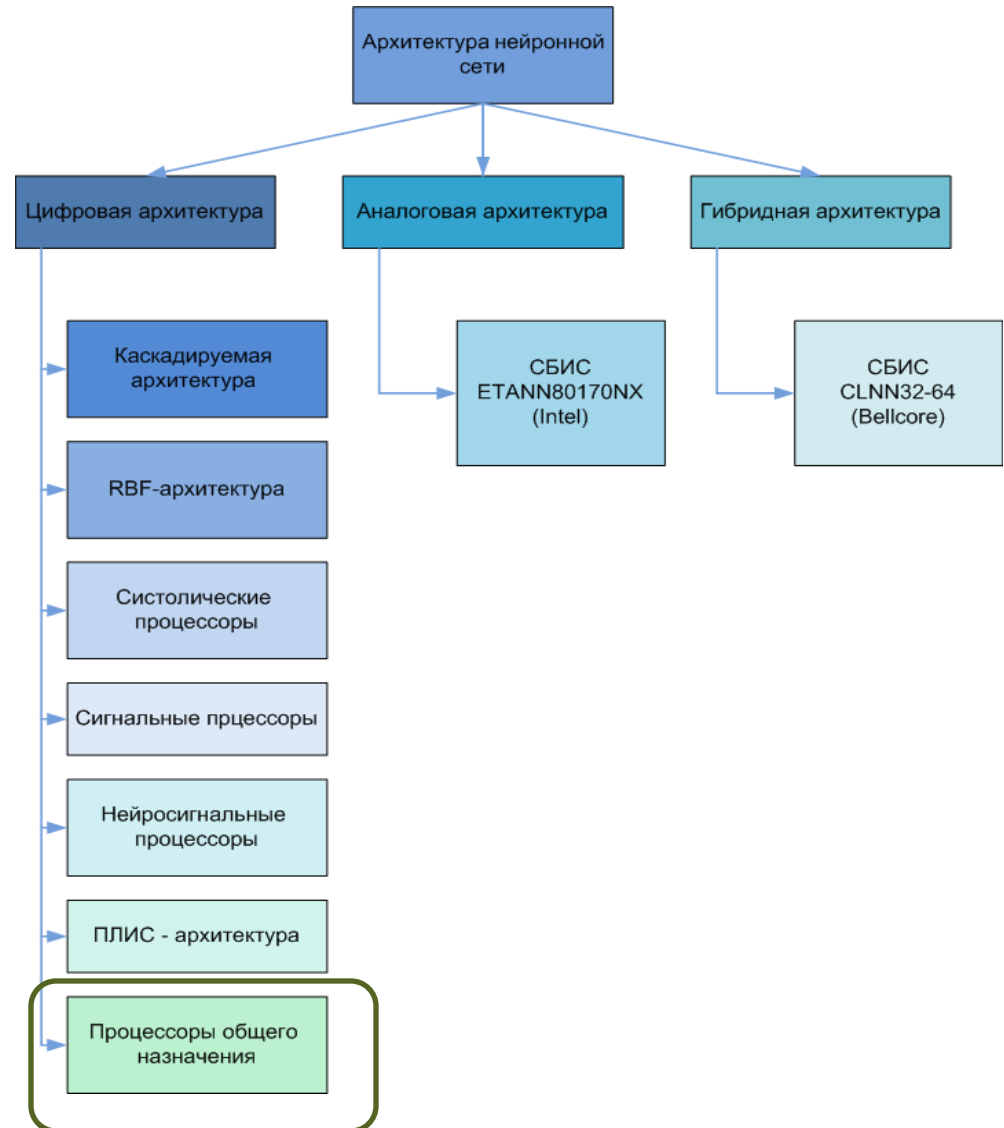 Архитектура нейронной
сети
Цифровая архитектура
Аналоговая архитектура
Гибридная архитектура
Каскадируемая
архитектура
СБИС
ETANN80170NX
(Intel)
СБИС
CLNN32-64
(Bellcore)
RBF-архитектура
Систолические
процессоры
Сигнальные прцессоры
Нейросигнальные
процессоры
ПЛИС - архитектура
Процессоры общего
назначения